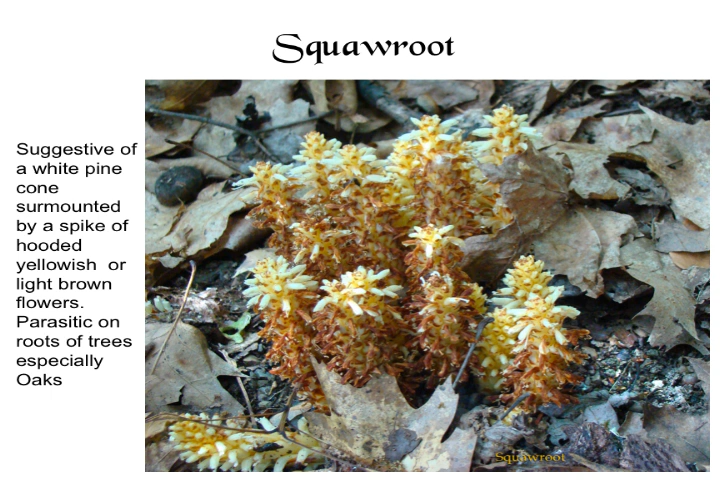 Squawroot
Suggestive of
a white pine
cone
surmounted
by a spike of
hooded
yellowish or
light brown
flowers.
Parasitic on
roots of trees
especially
Oaks
Squawroot